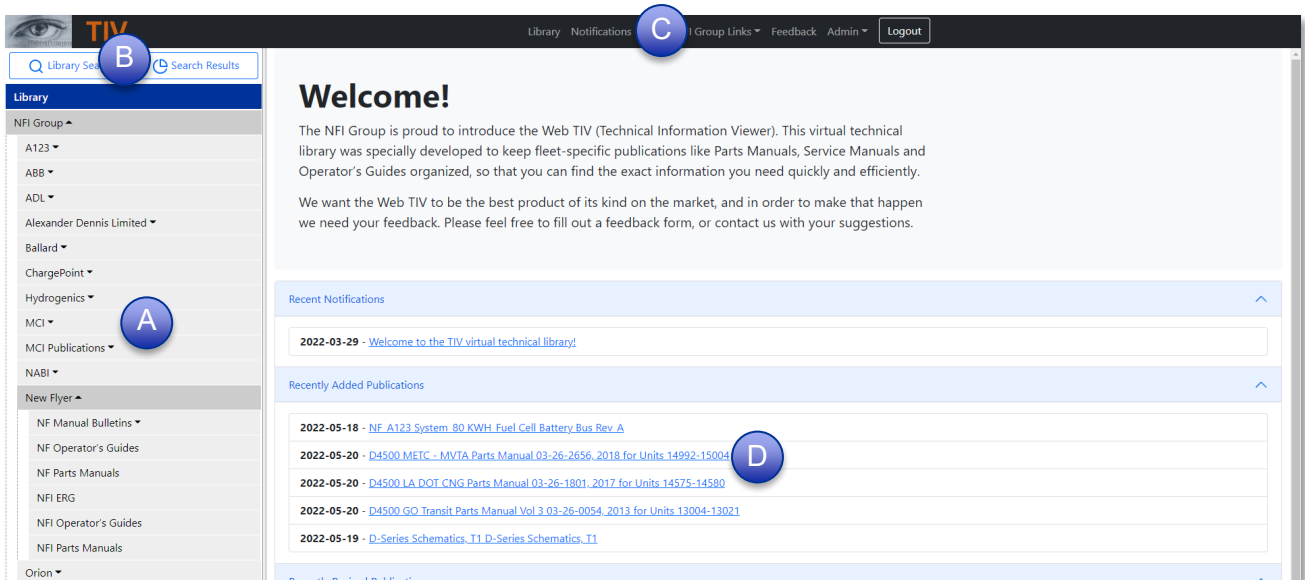 TIV
Library Notifications C Group Links Feedback Admin Logout
B
Library Search Results
Library
NFI Group
A123
ABB
ADL
Alexander Dennis Limited
Ballard
ChargePoint
Hydrogenics
MCI
A
MCI Publications
NABI
New Flyer
NF Manual Bulletins
NF Operator's Guides
NF Parts Manuals
NFI ERG
NFI Operator's Guides
NFI Parts Manuals
Orion
Welcome!
The NFI Group is proud to introduce the Web TIV (Technical Information Viewer). This virtual technical
library was specially developed to keep fleet-specific publications like Parts Manuals, Service Manuals and
Operator's Guides organized, so that you can find the exact information you need quickly and efficiently.
We want the Web TIV to be the best product of its kind on the market, and in order to make that happen
we need your feedback. Please feel free to fill out a feedback form, or contact us with your suggestions.
Recent Notifications
2022-03-29 - Welcome to the TIV virtual technical library!
Recently Added Publications
2022-05-18 - NF A123 System 80 KWH Fuel Cell Battery Bus Rev A
2022-05-20 - D4500 METC - MVTA Parts Manual 03-26-2656, 2018 for Units 14992-15004
D
2022-05-20 - D4500 LA DOT CNG Parts Manual 03-26-1801, 2017 for Units 14575-14580
2022-05-20 - D4500 GO Transit Parts Manual Vol 3 03-26-0054, 2013 for Units 13004-13021
2022-05-19 - D-Series Schematics, T1 D-Series Schematics, T1